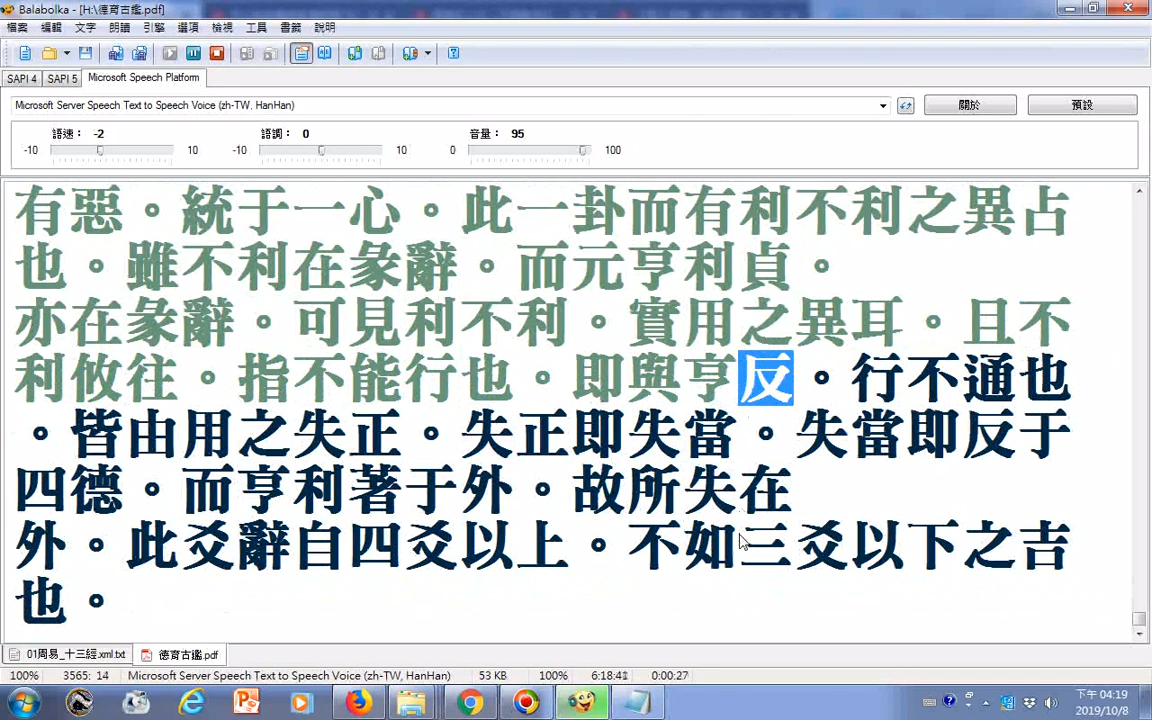 Balabolka - [H:\德育古鑑.pdf]
檔案 編輯 文字 朗讀 引擎 選項 檢視 工具 書籤 說明
SAPI 4 SAPI 5 Microsoft Speech Platform
Microsoft Server Speech Text to Speech Voice (zh-TW, HanHan) 關於 預設
語速： -2 語調： 0 音量： 95
-10 10 -10 10 0 100
有惡。統于一心。此一卦而有利不利之異占
也。雖不利在彖辭。而元亨利貞。
亦在彖辭。可見利不利。實用之異耳。且不
利攸往。指不能行也。即與亨反。行不通也
。皆由用之失正。失正即失當。失當即反于
四德。而亨利著于外。故所失在
外。此爻辭自四爻以上。不如三爻以下之吉
也。
01周易_十三經.xml.txt 德育古鑑.pdf
100% 3565: 14 Microsoft Server Speech Text to Speech Voice (zh-TW, HanHan) 53 KB 100% 6:18:41 0:00:27
下午 04:19
2019/10/8